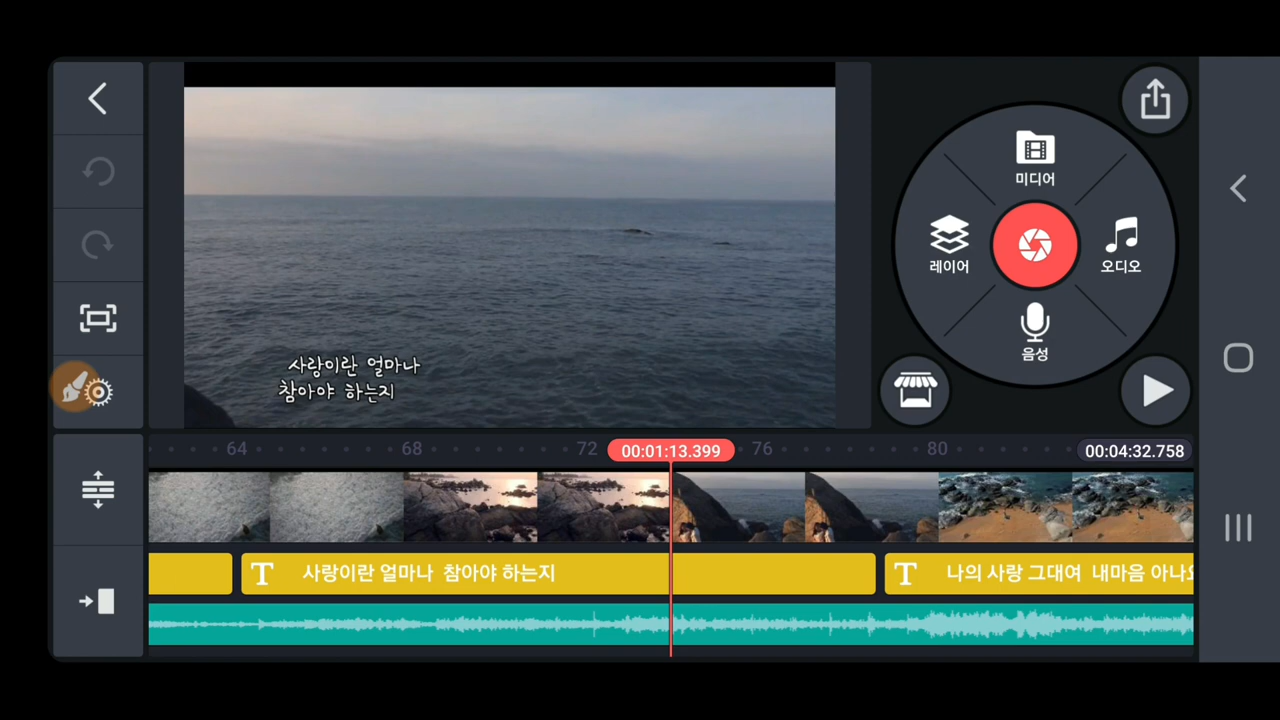 미디어
레이어
오디오
음성
사랑이란 얼마나
참아야 하는지
64
68
72
00:01:13.399
76
80
00:04:32.758
T 사랑이란 얼마나 참아야 하는지
T 나의 사랑 그대여 내마음 아나